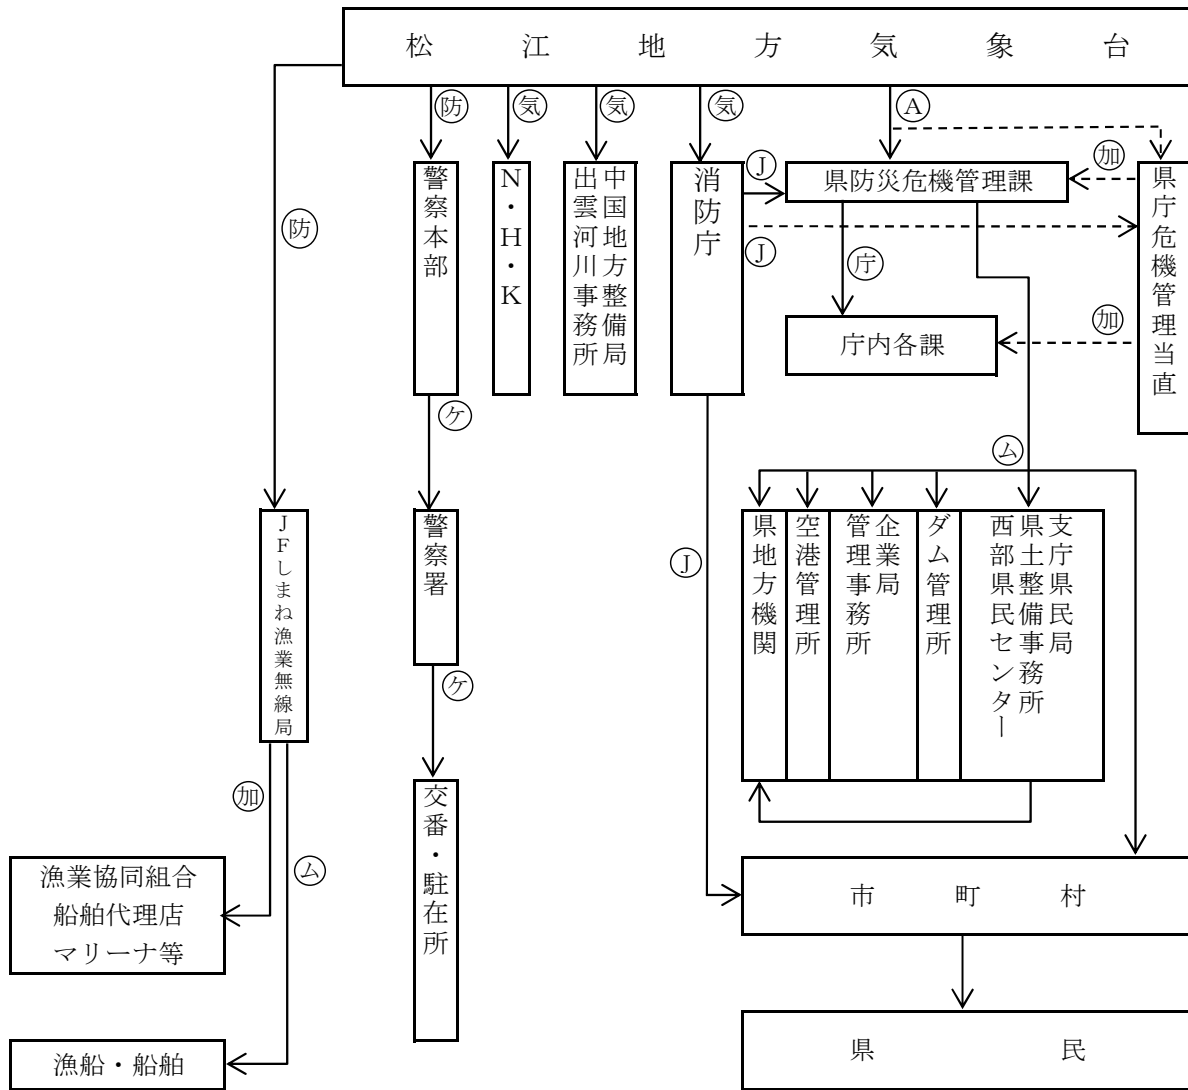 松江地方気象台
防
気
気
気
A
防
警察本部
N・H・K
中国地方整備局
出雲河川事務所
消防庁
J
J
県防災危機管理課
加
県庁危機管理当直
庁
庁内各課
加
ケ
ム
J
JFしまね漁業無線局
警察署
県地方機関
空港管理所
企業局
管理事務所
ダム管理所
支庁県民局
県土整備事務所
西部県民センター
ケ
加
ム
交番・駐在所
漁業協同組合
船舶代理店
マリーナ等
漁船・船舶
市町村
県民